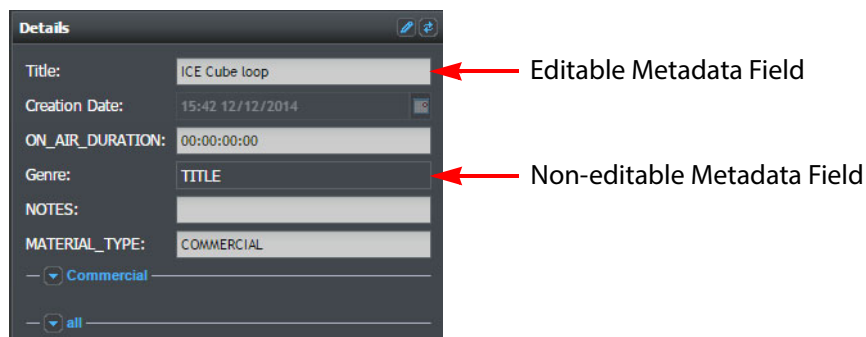 Details
Title: ICE Cube loop
Editable Metadata Field
Creation Date: 15:42 12/12/2014
ON_AIR_DURATION: 00:00:00:00
Genre: TITLE
Non-editable Metadata Field
NOTES:
MATERIAL_TYPE: COMMERCIAL
Commercial
all